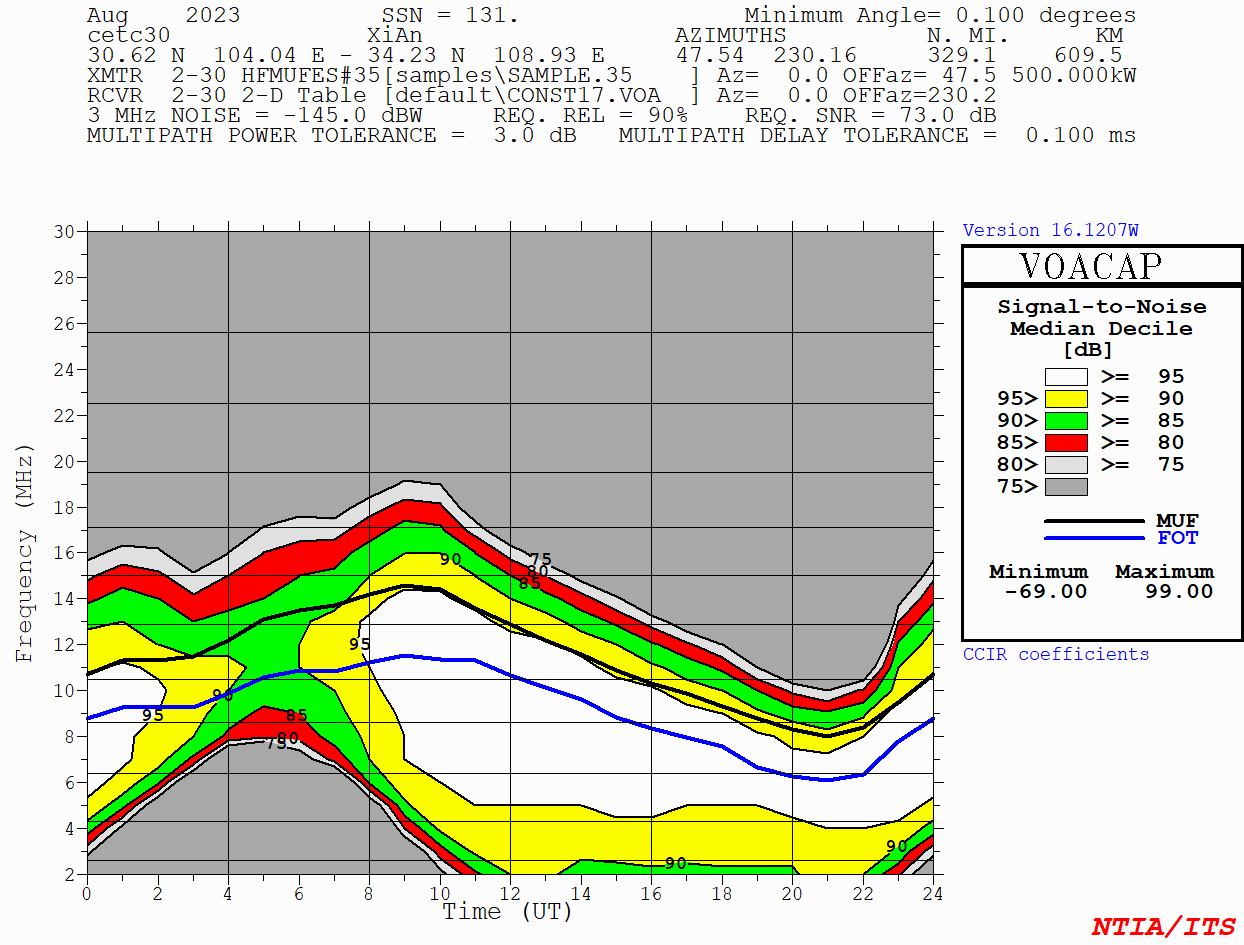 Aug    2023          SSN = 131.                Minimum Angle= 0.100 degrees
cetc30              XiAn                  AZIMUTHS          N. MI.      KM
30.62 N  104.04 E - 34.23 N  108.93 E     47.54  230.16     329.1    609.5
XMTR  2-30 HFMUFES#35[samples\SAMPLE.35    ] Az=  0.0 OFFaz= 47.5 500.000kW
RCVR  2-30 2-D Table [default\CONST17.VOA  ] Az=  0.0 OFFaz=230.2
3 MHz NOISE = -145.0 dBW     REQ. REL = 90%    REQ. SNR = 73.0 dB
MULTIPATH POWER TOLERANCE =  3.0 dB   MULTIPATH DELAY TOLERANCE =  0.100 ms
30
28
26
24
22
20
18
16
14
12
10
8
6
4
2
Frequency (MHz)
0 2 4 6 8 10 12 14 16 18 20 22 24
Time (UT)
90
75
80
85
95
90
95
85
80
75
90
90
Version 16.1207W
VOACAP
Signal-to-Noise
Median Decile
[dB]
>= 95
95> >= 90
90> >= 85
85> >= 80
80> >= 75
75>
MUF
FOT
Minimum Maximum
-69.00 99.00
CCIR coefficients
NTIA/ITS